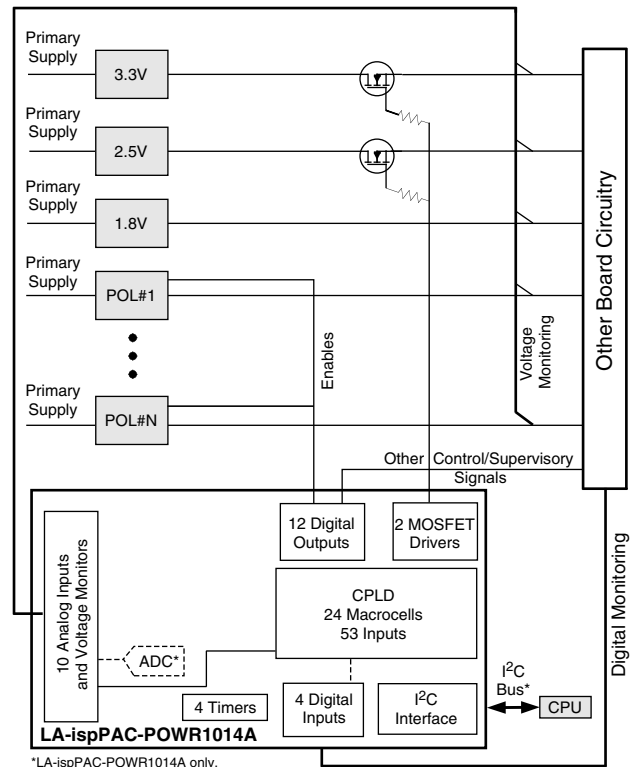 Primary
Supply
3.3V
Primary
Supply
2.5V
Primary
Supply
1.8V
Primary
Supply
POL#1
Primary
Supply
POL#N
Enables
Voltage
Monitoring
Other Board Circuitry
Other Control/Supervisory
Signals
12 Digital
Outputs
2 MOSFET
Drivers
10 Analog Inputs
and Voltage Monitors
CPLD
24 Macrocells
53 Inputs
ADC*
4 Timers
4 Digital
Inputs
I2C
Interface
I2C
Bus*
CPU
Digital Monitoring
LA-ispPAC-POWR1014A
*LA-ispPAC-POWR1014A only.